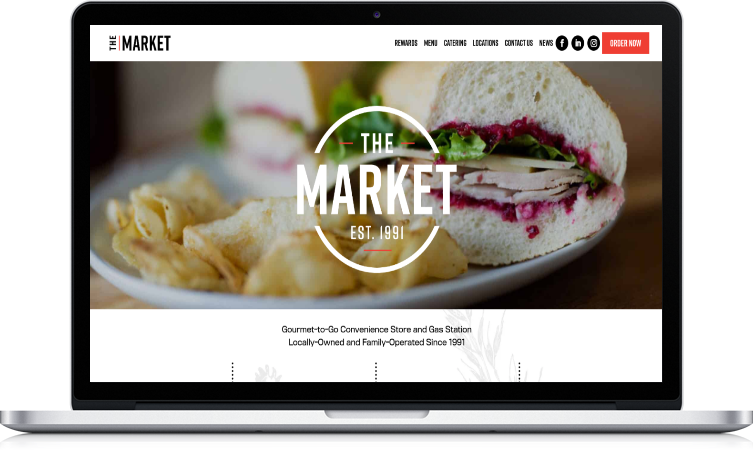 THE MARKET
REWARDS MENU CATERING LOCATIONS CONTACT US NEWS f in ORDER NOW
THE
MARKET
EST. 1991
Gourmet-to-Go Convenience Store and Gas Station
Locally-Owned and Family-Operated Since 1991